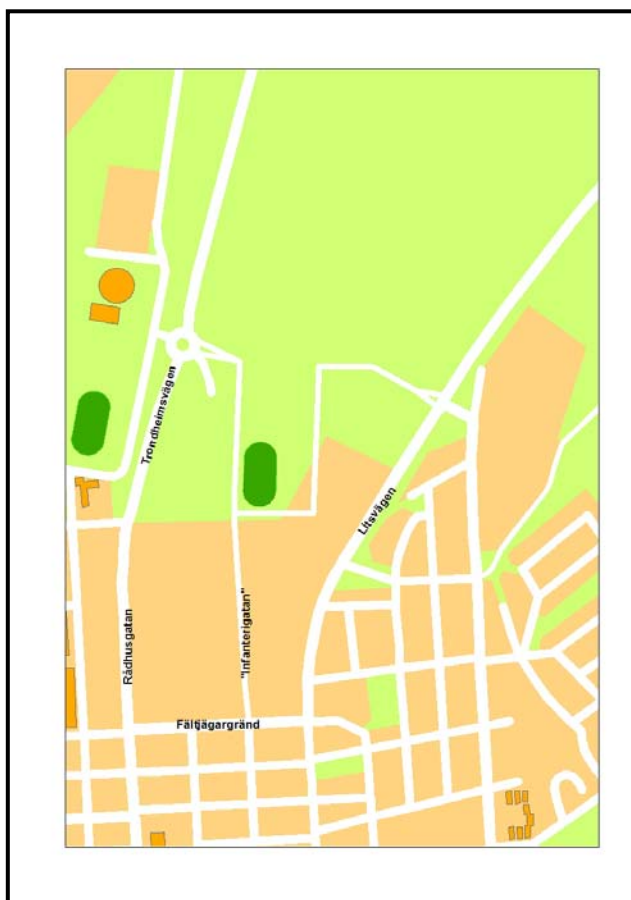 Trondheimsvägen
Litsvägen
Rådhusgatan
"Infanterigatan"
Fältjägargränd